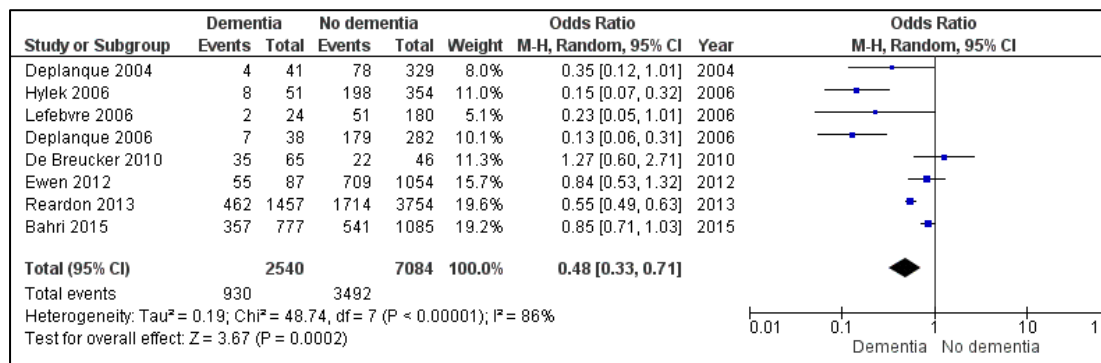 Dementia No dementia Odds Ratio Odds Ratio
Study or Subgroup Events Total Events Total Weight M-H, Random, 95% CI Year M-H, Random, 95% CI
Deplanque 2004 4 41 78 329 8.0% 0.35 [0.12, 1.01] 2004
Hylek 2006 8 51 198 354 11.0% 0.15 [0.07, 0.32] 2006
Lefebvre 2006 2 24 51 180 5.1% 0.23 [0.05, 1.01] 2006
Deplanque 2006 7 38 179 282 10.1% 0.13 [0.06, 0.31] 2006
De Breucker 2010 35 65 22 46 11.3% 1.27 [0.60, 2.71] 2010
Ewen 2012 55 87 709 1054 15.7% 0.84 [0.53, 1.32] 2012
Reardon 2013 462 1457 1714 3754 19.6% 0.55 [0.49, 0.63] 2013
Bahri 2015 357 777 541 1085 19.2% 0.85 [0.71, 1.03] 2015
Total (95% CI) 2540 7084 100.0% 0.48 [0.33, 0.71]
Total events 930 3492
Heterogeneity: Tau² = 0.19; Chi² = 48.74, df = 7 (P < 0.00001); I² = 86%
Test for overall effect: Z = 3.67 (P = 0.0002)
0.01 0.1 1 10
Dementia No dementia